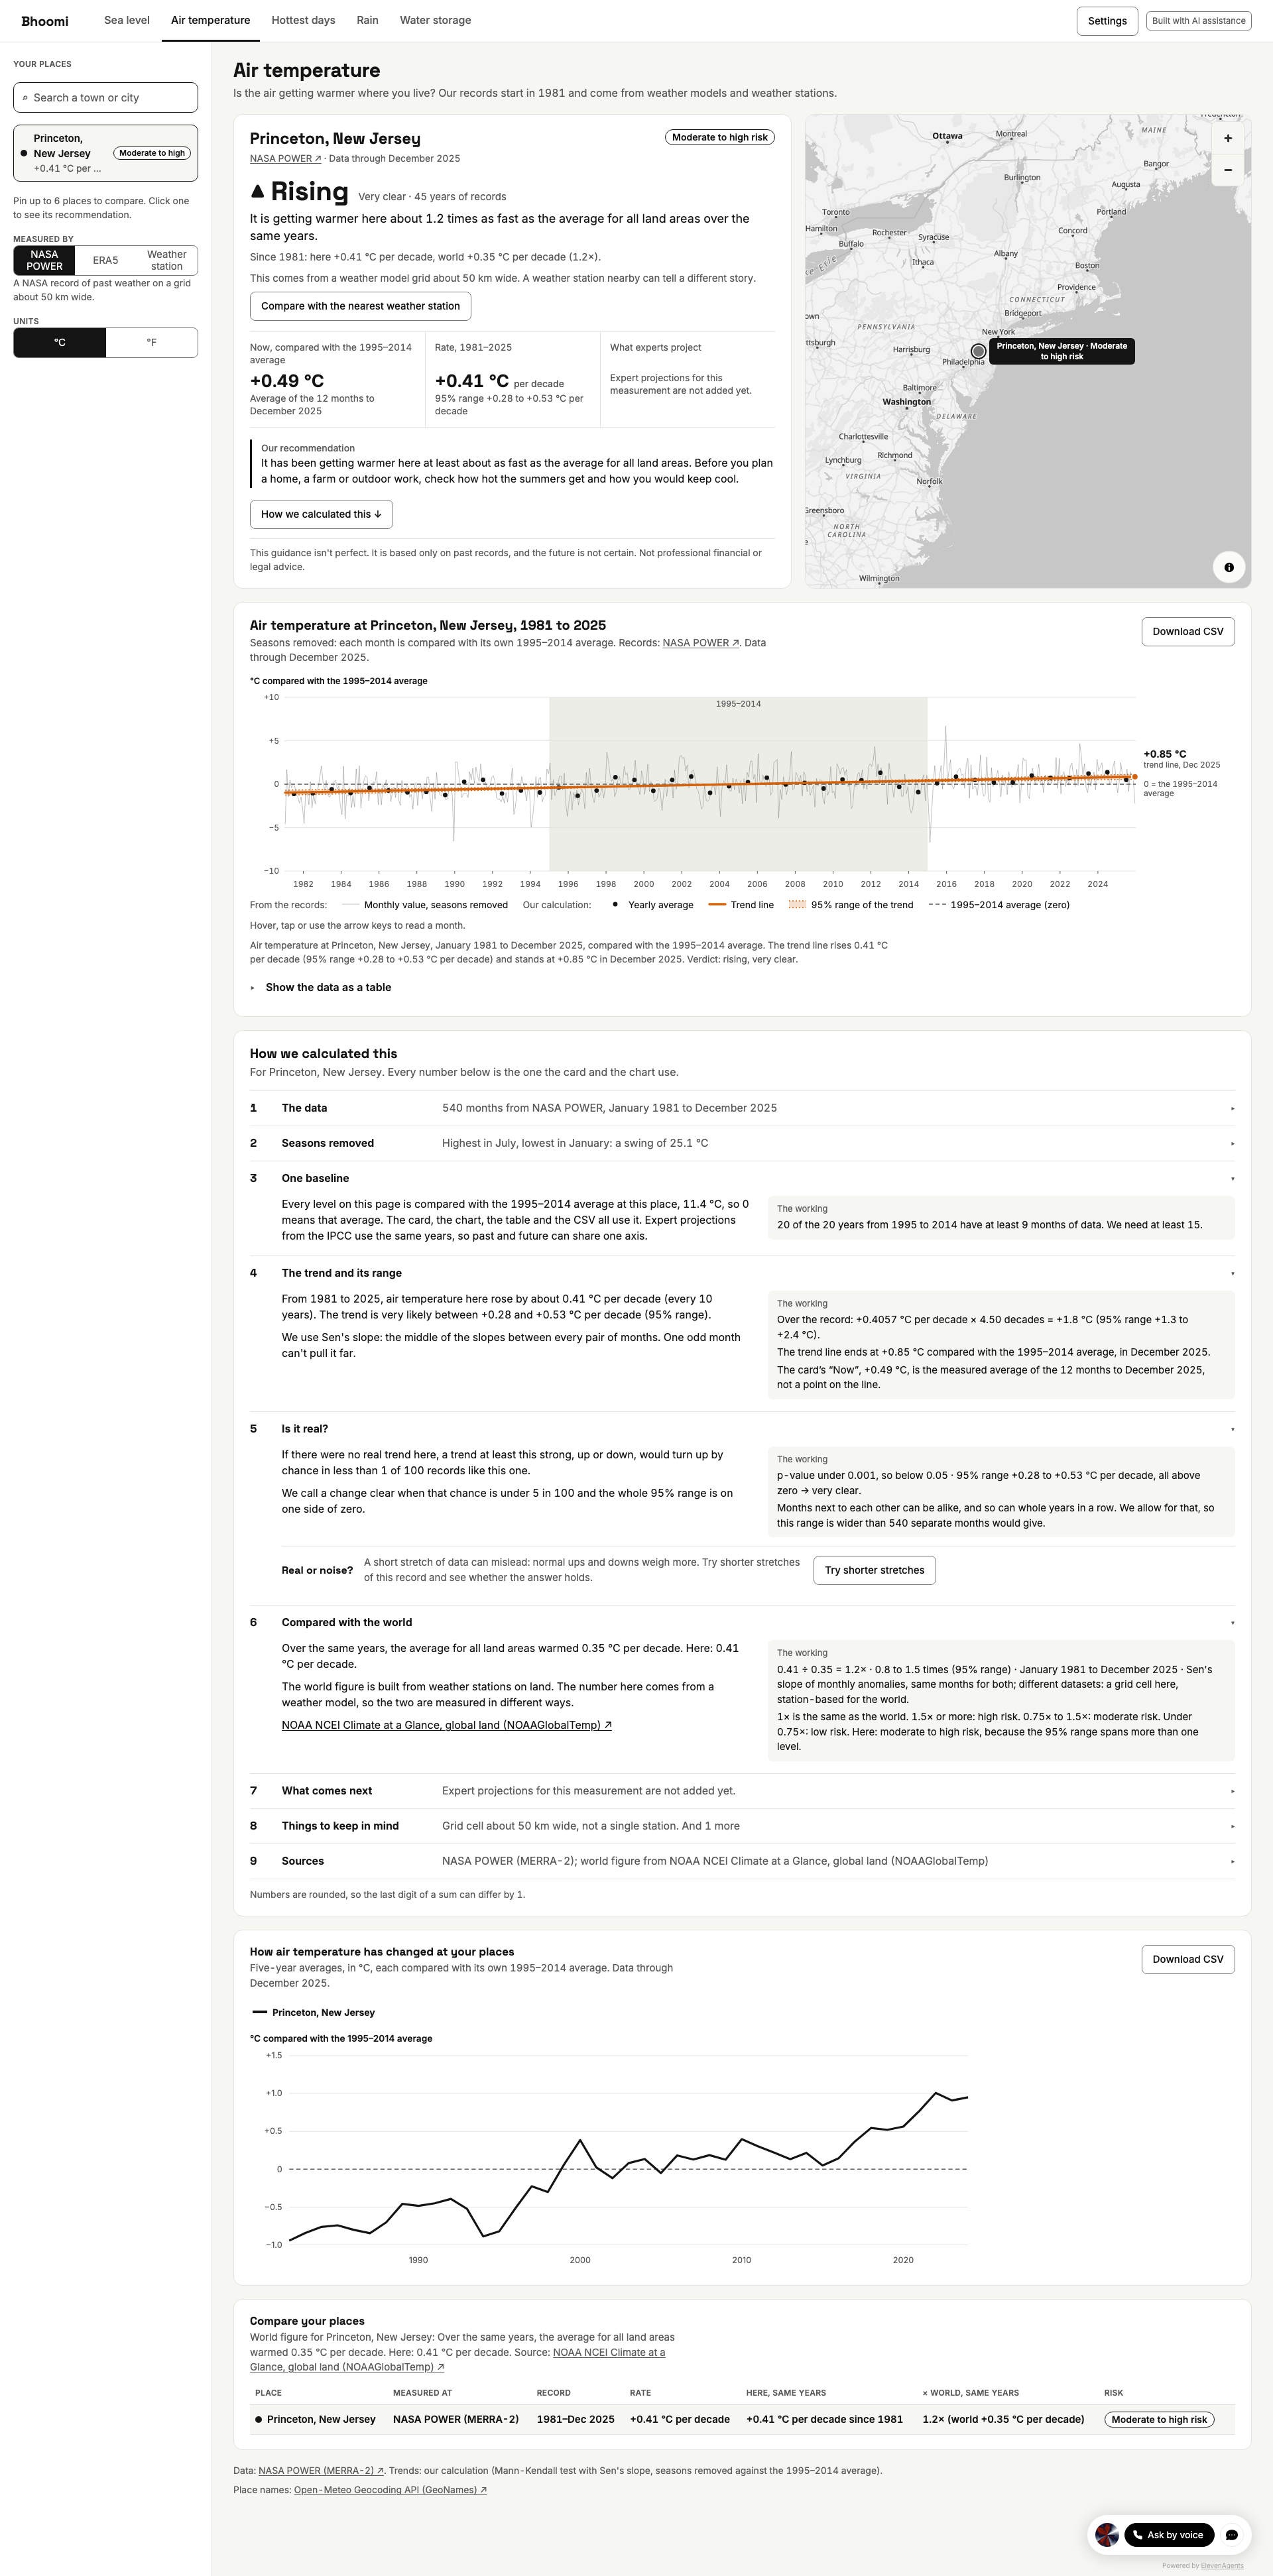 Bhoomi
Sea level
Air temperature
Hottest days
Rain
Water storage
Settings
Built with AI assistance
YOUR PLACES
Search a town or city
Princeton,
New Jersey
Moderate to high
+0.41 °C per ...
Pin up to 6 places to compare. Click one
to see its recommendation.
MEASURED BY
NASA
POWER
ERA5
Weather
station
A NASA record of past weather on a grid
about 50 km wide.
UNITS
°C
°F
Air temperature
Is the air getting warmer where you live? Our records start in 1981 and come from weather models and weather stations.
Princeton, New Jersey
Moderate to high risk
NASA POWER ↗ · Data through December 2025
▲ Rising
Very clear · 45 years of records
It is getting warmer here about 1.2 times as fast as the average for all land areas over the
same years.
Since 1981: here +0.41 °C per decade, world +0.35 °C per decade (1.2×).
This comes from a weather model grid about 50 km wide. A weather station nearby can tell a different story.
Compare with the nearest weather station
Now, compared with the 1995–2014
average
+0.49 °C
Average of the 12 months to
December 2025
Rate, 1981–2025
+0.41 °C per decade
95% range +0.28 to +0.53 °C per
decade
What experts project
Expert projections for this
measurement are not added yet.
Our recommendation
It has been getting warmer here at least about as fast as the average for all land areas. Before you plan
a home, a farm or outdoor work, check how hot the summers get and how you would keep cool.
How we calculated this ↓
This guidance isn't perfect. It is based only on past records, and the future is not certain. Not professional financial or
legal advice.
Ottawa
Montreal
MAINE
Bangor
Burlington
Augusta
Toronto
Portland
Hamilton
Rochester
Syracuse
Concord
Buffalo
Ithaca
Albany
Boston
Providence
CONNECTICUT
Bridgeport
PENNSYLVANIA
New York
Harrisburg
Philadelphia
Princeton, New Jersey · Moderate
to high risk
Baltimore
Washington
DELAWARE
Charlottesville
Lynchburg
Richmond
VIRGINIA
Norfolk
Greensboro
NORTH
CAROLINA
Wilmington
Air temperature at Princeton, New Jersey, 1981 to 2025
Download CSV
Seasons removed: each month is compared with its own 1995–2014 average. Records: NASA POWER ↗. Data
through December 2025.
°C compared with the 1995–2014 average
+10
+5
0
−5
−10
1995–2014
+0.85 °C
trend line, Dec 2025
0 = the 1995–2014
average
1982 1984 1986 1988 1990 1992 1994 1996 1998 2000 2002 2004 2006 2008 2010 2012 2014 2016 2018 2020 2022 2024
From the records: Monthly value, seasons removed Our calculation: Yearly average Trend line 95% range of the trend 1995–2014 average (zero)
Hover, tap or use the arrow keys to read a month.
Air temperature at Princeton, New Jersey, January 1981 to December 2025, compared with the 1995–2014 average. The trend line rises 0.41 °C
per decade (95% range +0.28 to +0.53 °C per decade) and stands at +0.85 °C in December 2025. Verdict: rising, very clear.
Show the data as a table
How we calculated this
For Princeton, New Jersey. Every number below is the one the card and the chart use.
1 The data 540 months from NASA POWER, January 1981 to December 2025
2 Seasons removed Highest in July, lowest in January: a swing of 25.1 °C
3 One baseline
Every level on this page is compared with the 1995–2014 average at this place, 11.4 °C, so 0
means that average. The card, the chart, the table and the CSV all use it. Expert projections
from the IPCC use the same years, so past and future can share one axis.
The working
20 of the 20 years from 1995 to 2014 have at least 9 months of data. We need at least 15.
4 The trend and its range
From 1981 to 2025, air temperature here rose by about 0.41 °C per decade (every 10
years). The trend is very likely between +0.28 and +0.53 °C per decade (95% range).
We use Sen's slope: the middle of the slopes between every pair of months. One odd month
can't pull it far.
The working
Over the record: +0.4057 °C per decade × 4.50 decades = +1.8 °C (95% range +1.3 to
+2.4 °C).
The trend line ends at +0.85 °C compared with the 1995–2014 average, in December 2025.
The card's “Now”, +0.49 °C, is the measured average of the 12 months to December 2025,
not a point on the line.
5 Is it real?
If there were no real trend here, a trend at least this strong, up or down, would turn up by
chance in less than 1 of 100 records like this one.
We call a change clear when that chance is under 5 in 100 and the whole 95% range is on
one side of zero.
The working
p-value under 0.001, so below 0.05 · 95% range +0.28 to +0.53 °C per decade, all above
zero → very clear.
Months next to each other can be alike, and so can whole years in a row. We allow for that, so
this range is wider than 540 separate months would give.
Real or noise?
A short stretch of data can mislead: normal ups and downs weigh more. Try shorter stretches
of this record and see whether the answer holds.
Try shorter stretches
6 Compared with the world
Over the same years, the average for all land areas warmed 0.35 °C per decade. Here: 0.41
°C per decade.
The world figure is built from weather stations on land. The number here comes from a
weather model, so the two are measured in different ways.
NOAA NCEI Climate at a Glance, global land (NOAAGlobalTemp) ↗
The working
0.41 ÷ 0.35 = 1.2× · 0.8 to 1.5 times (95% range) · January 1981 to December 2025 · Sen's
slope of monthly anomalies, same months for both; different datasets: a grid cell here,
station-based for the world.
1× is the same as the world. 1.5× or more: high risk. 0.75× to 1.5×: moderate risk. Under
0.75×: low risk. Here: moderate to high risk, because the 95% range spans more than one
level.
7 What comes next Expert projections for this measurement are not added yet.
8 Things to keep in mind Grid cell about 50 km wide, not a single station. And 1 more
9 Sources NASA POWER (MERRA-2); world figure from NOAA NCEI Climate at a Glance, global land (NOAAGlobalTemp)
Numbers are rounded, so the last digit of a sum can differ by 1.
How air temperature has changed at your places
Download CSV
Five-year averages, in °C, each compared with its own 1995–2014 average. Data through
December 2025.
Princeton, New Jersey
°C compared with the 1995–2014 average
+1.5
+1.0
+0.5
0
−0.5
−1.0
1990 2000 2010 2020
Compare your places
World figure for Princeton, New Jersey: Over the same years, the average for all land areas
warmed 0.35 °C per decade. Here: 0.41 °C per decade. Source: NOAA NCEI Climate at a
Glance, global land (NOAAGlobalTemp) ↗
PLACE MEASURED AT RECORD RATE HERE, SAME YEARS × WORLD, SAME YEARS RISK
Princeton, New Jersey NASA POWER (MERRA-2) 1981–Dec 2025 +0.41 °C per decade +0.41 °C per decade since 1981 1.2× (world +0.35 °C per decade) Moderate to high risk
Data: NASA POWER (MERRA-2) ↗. Trends: our calculation (Mann-Kendall test with Sen's slope, seasons removed against the 1995–2014 average).
Place names: Open-Meteo Geocoding API (GeoNames) ↗
Ask by voice
Powered by ElevenAgents